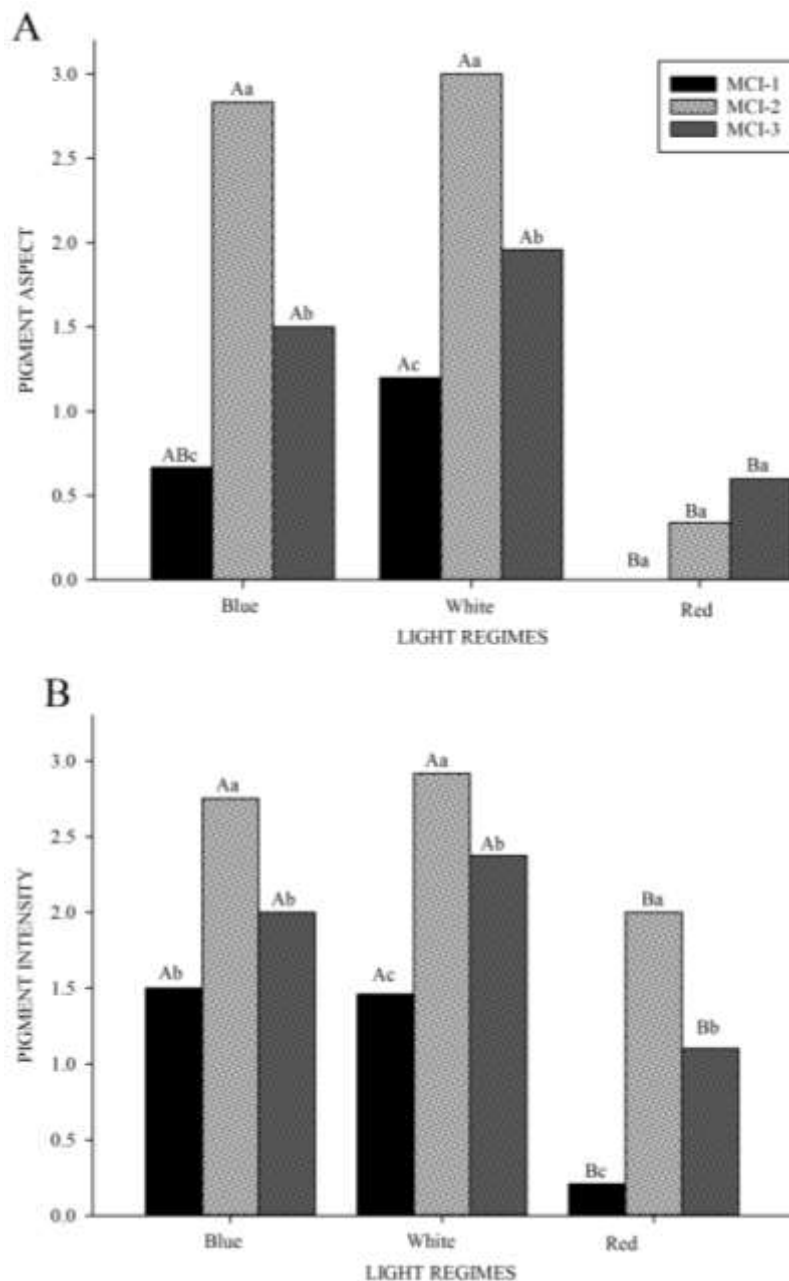 A
PIGMENT ASPECT
3.0
2.5
2.0
1.5
1.0
0.5
0.0
MCI-1
MCI-2
MCI-3
ABc
Aa
Ab
Ac
Aa
Ab
Ba
Ba
Ba
Blue
White
Red
LIGHT REGIMES
B
PIGMENT INTENSITY
3.0
2.5
2.0
1.5
1.0
0.5
0.0
Ab
Aa
Ab
Ac
Aa
Ab
Bc
Ba
Bb
Blue
White
Red
LIGHT REGIMES